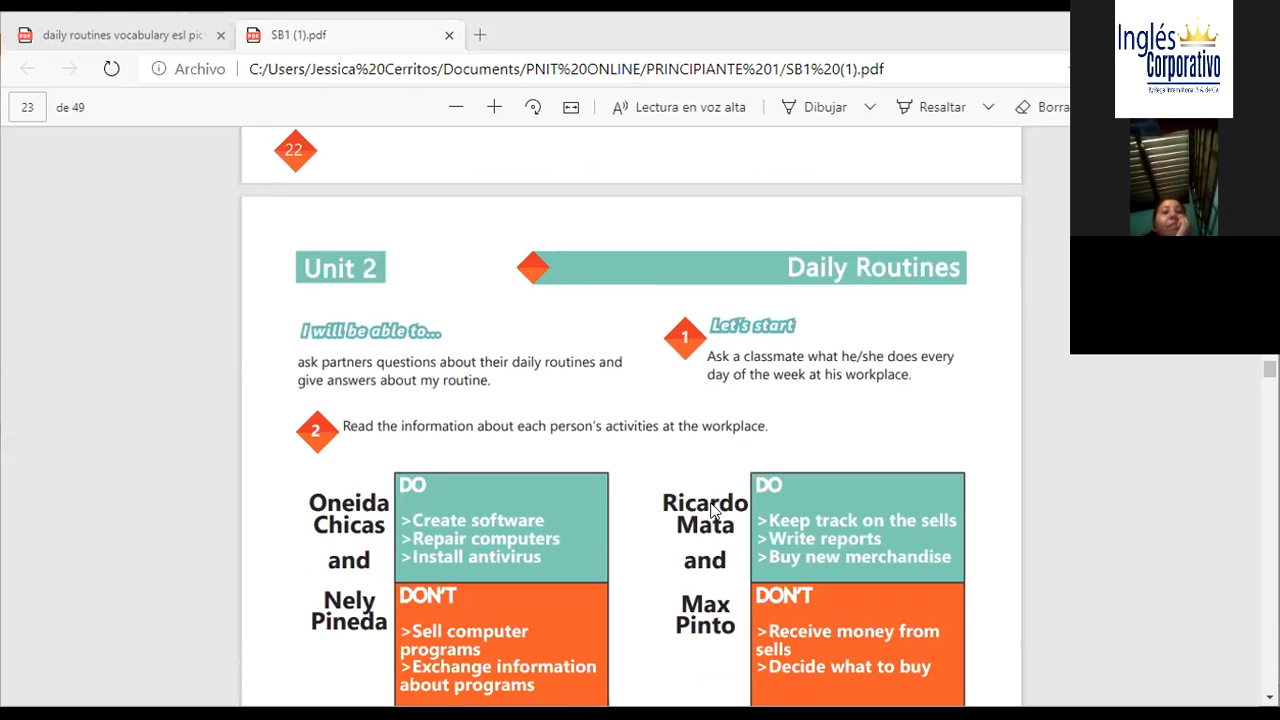 daily routines vocabulary esl pic
SB1 (1).pdf
Archivo
C:/Users/Jessica%20Cerritos/Documents/PNIT%20ONLINE/PRINCIPIANTE%201/SB1%20(1).pdf
23 de 49
Lectura en voz alta
Dibujar
Resaltar
Borra
Inglés
Corporativo
22
Unit 2
Daily Routines
I will be able to...
ask partners questions about their daily routines and
give answers about my routine.
1
Let's start
Ask a classmate what he/she does every
day of the week at his workplace.
2
Read the information about each person's activities at the workplace.
Oneida
Chicas
and
Nely
Pineda
DO
>Create software
>Repair computers
>Install antivirus
DON'T
>Sell computer
programs
>Exchange information
about programs
Ricardo
Mata
and
Max
Pinto
DO
>Keep track on the sells
>Write reports
>Buy new merchandise
DON'T
>Receive money from
sells
>Decide what to buy